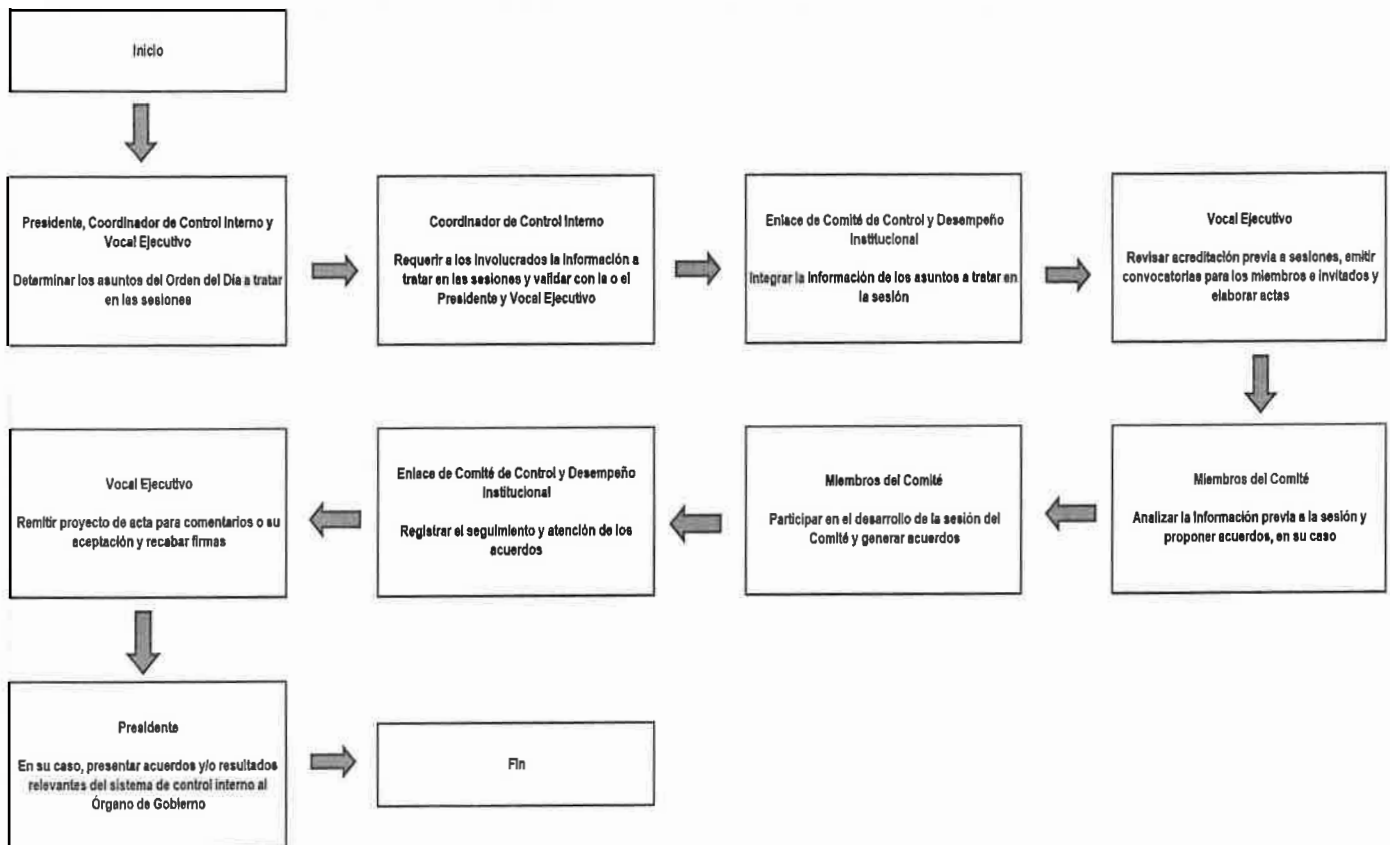 Inicio
Presidente, Coordinador de Control Interno y
Vocal Ejecutivo
Determinar los asuntos del Orden del Día a tratar
en las sesiones
Coordinador de Control Interno
Requerir a los involucrados la información a
tratar en las sesiones y validar con la o el
Presidente y Vocal Ejecutivo
Enlace de Comité de Control y Desempeño
Institucional
Integrar la información de los asuntos a tratar en
la sesión
Vocal Ejecutivo
Revisar acreditación previa a sesiones, emitir
convocatorias para los miembros e invitados y
elaborar actas
Miembros del Comité
Analizar la información previa a la sesión y
proponer acuerdos, en su caso
Miembros del Comité
Participar en el desarrollo de la sesión del
Comité y generar acuerdos
Enlace de Comité de Control y Desempeño
Institucional
Registrar el seguimiento y atención de los
acuerdos
Vocal Ejecutivo
Remitir proyecto de acta para comentarios o su
aceptación y recabar firmas
Presidente
En su caso, presentar acuerdos y/o resultados
relevantes del sistema de control interno al
Órgano de Gobierno
Fin